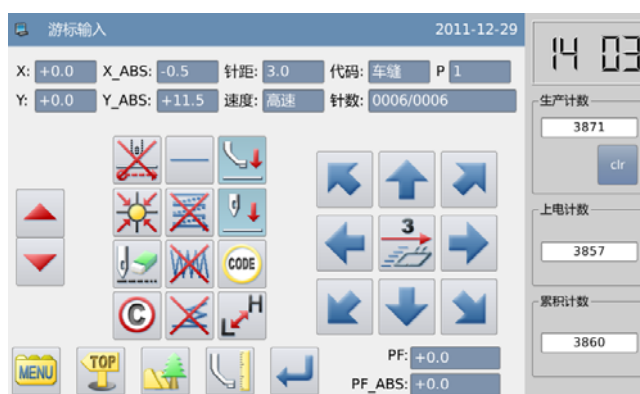 游标输入 2011-12-29
14 03
X: +0.0 X_ABS: -0.5 针距: 3.0 代码: 车缝 P 1
Y: +0.0 Y_ABS: +11.5 速度: 高速 针数: 0006/0006
生产计数
3871
clr
上电计数
3857
累积计数
3860
3
CODE
C
L H
MENU
TOP
PF: +0.0
PF_ABS: +0.0